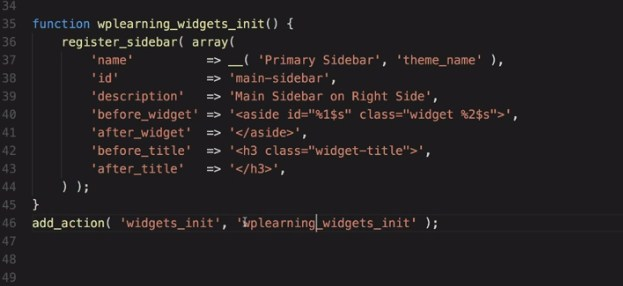 34
35 function wplearning_widgets_init() {
36 register_sidebar( array(
37 'name' => __( 'Primary Sidebar', 'theme_name' ),
38 'id' => 'main-sidebar',
39 'description' => 'Main Sidebar on Right Side',
40 'before_widget' => '<aside id="%1$s" class="widget %2$s">',
41 'after_widget' => '</aside>',
42 'before_title' => '<h3 class="widget-title">',
43 'after_title' => '</h3>',
44 ) );
45 }
46 add_action( 'widgets_init', 'wplearning_widgets_init' );
47
48
49